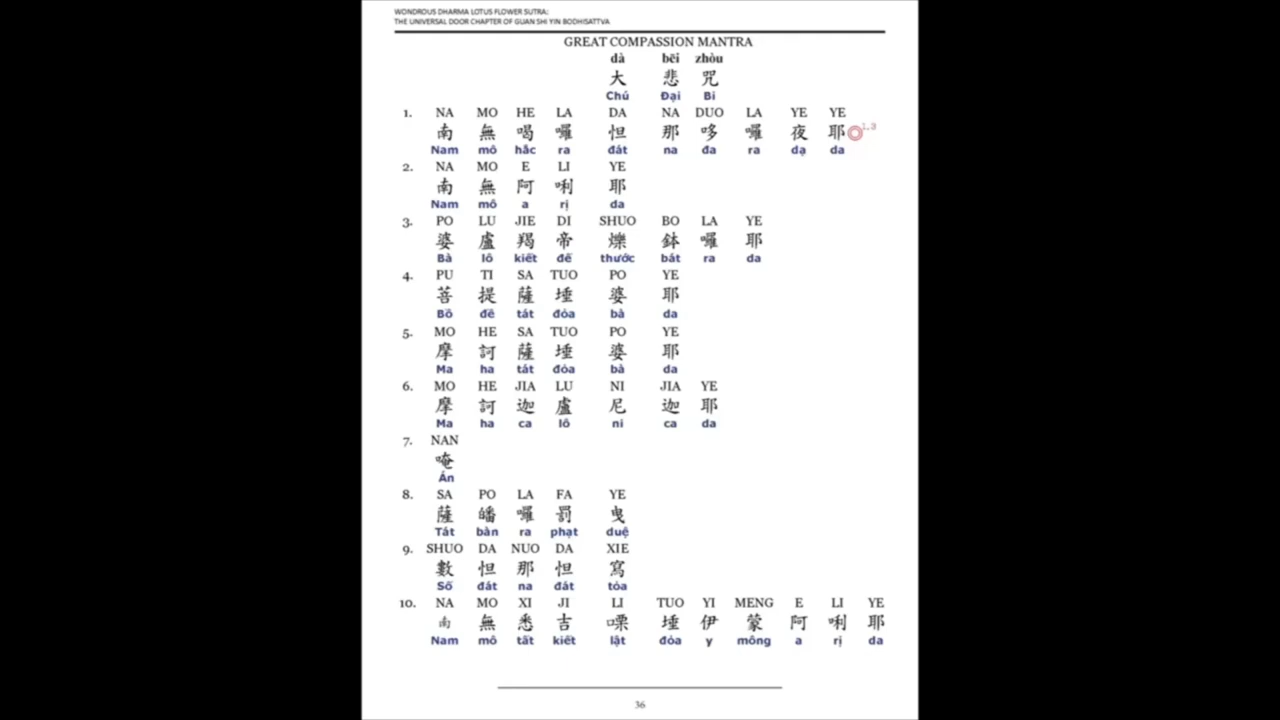 WONDROUS DHARMA LOTUS FLOWER SUTRA;
THE UNIVERSAL DOOR CHAPTER OF GUAN SHI YIN BODHISATTVA
GREAT COMPASSION MANTRA
dà bēi zhòu
大 悲 咒
Chú Đại Bi
1. NA MO HE LA DA NA DUO LA YE YE
南 無 喝 囉 怛 那 哆 囉 夜 耶 1,3
Nam mô hắc ra đát na đa ra dạ da
2. NA MO E LI YE
南 無 阿 唎 耶
Nam mô a rị da
3. PO LU JIE DI SHUO BO LA YE
婆 盧 羯 帝 爍 鉢 囉 耶
Bà lô kiết đế thước bát ra da
4. PU TI SA TUO PO YE
菩 提 薩 埵 婆 耶
Bồ đề tát đỏa bà da
5. MO HE SA TUO PO YE
摩 訶 薩 埵 婆 耶
Ma ha tát đỏa bà da
6. MO HE JIA LU NI JIA YE
摩 訶 迦 盧 尼 迦 耶
Ma ha ca lô ni ca da
7. NAN
唵
Án
8. SA PO LA FA YE
薩 皤 囉 罰 曳
Tát bàn ra phạt duệ
9. SHUO DA NUO DA XIE
數 怛 那 怛 寫
Số đát na đát tỏa
10. NA MO XI JI LI TUO YI MENG E LI YE
南 無 悉 吉 嘌 埵 伊 蒙 阿 唎 耶
Nam mô tất kiết lật đỏa y mông a rị da
36